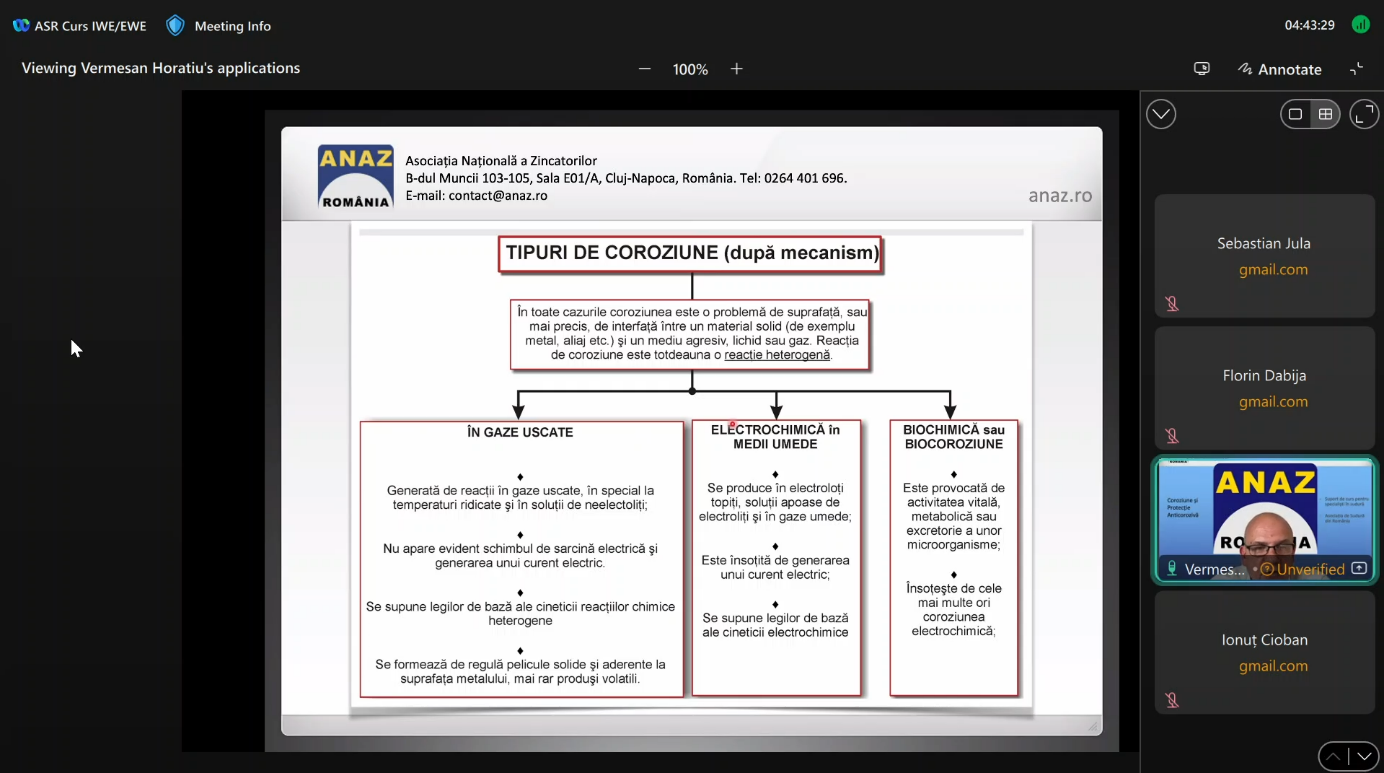 ASR Curs IWE/EWE
Meeting Info
04:43:29
Viewing Vermesan Horatiu's applications
100%
Annotate
ANAZ
ROMÂNIA
Asociația Națională a Zincatorilor
B-dul Muncii 103-105, Sala E01/A, Cluj-Napoca, România. Tel: 0264 401 696.
E-mail: contact@anaz.ro
anaz.ro
TIPURI DE COROZIUNE (după mecanism)
În toate cazurile coroziunea este o problemă de suprafață, sau
mai precis, de interfață între un material solid (de exemplu
metal, aliaj etc.) şi un mediu agresiv, lichid sau gaz. Reacția
de coroziune este totdeauna o reacție heterogenă.
ÎN GAZE USCATE
♦
Generată de reacții în gaze uscate, în special la
temperaturi ridicate şi în soluții de neelectoliți;
♦
Nu apare evident schimbul de sarcină electrică şi
generarea unui curent electric.
♦
Se supune legilor de bază ale cineticii reacțiilor chimice
heterogene
♦
Se formează de regulă pelicule solide şi aderente la
suprafața metalului, mai rar produşi volatili.
ELECTROCHIMICĂ în
MEDII UMEDE
♦
Se produce în electroloți
topiți, soluții apoase de
electroliți şi în gaze umede;
♦
Este însoțită de generarea
unui curent electric;
♦
Se supune legilor de bază
ale cineticii electrochimice
BIOCHIMICĂ sau
BIOCOROZIUNE
♦
Este provocată de
activitatea vitală,
metabolică sau
excretorie a unor
microorganisme;
♦
Însoțeşte de cele
mai multe ori
coroziunea
electrochimică;
Sebastian Jula
gmail.com
Florin Dabija
gmail.com
ANAZ
Coroziune și
Protecție
Anticorozivă
Vermes... • Unverified
Ionuț Cioban
gmail.com